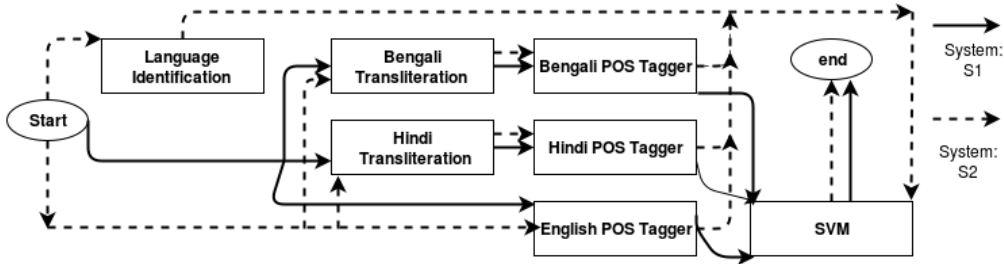 Language
Identification
Bengali
Transliteration
Bengali POS Tagger
end
System:
S1
Start
Hindi
Transliteration
Hindi POS Tagger
System:
S2
English POS Tagger
SVM